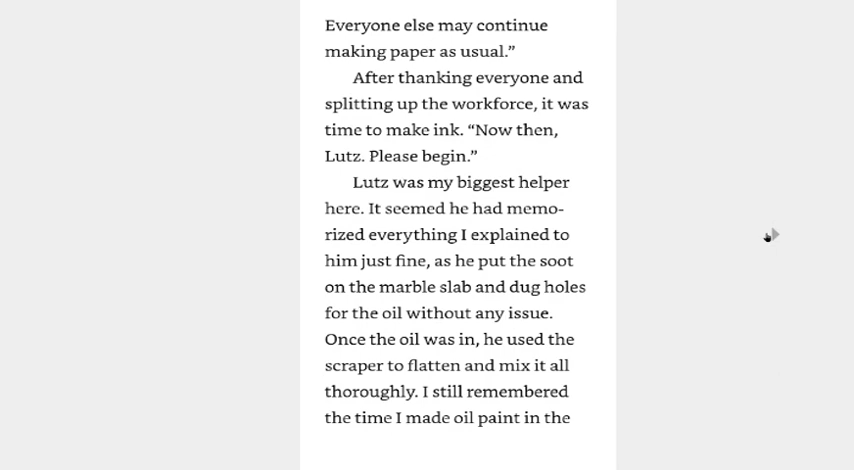 Everyone else may continue
making paper as usual.”
After thanking everyone and
splitting up the workforce, it was
time to make ink. “Now then,
Lutz. Please begin.”
Lutz was my biggest helper
here. It seemed he had memo-
rized everything I explained to
him just fine, as he put the soot
on the marble slab and dug holes
for the oil without any issue.
Once the oil was in, he used the
scraper to flatten and mix it all
thoroughly. I still remembered
the time I made oil paint in the